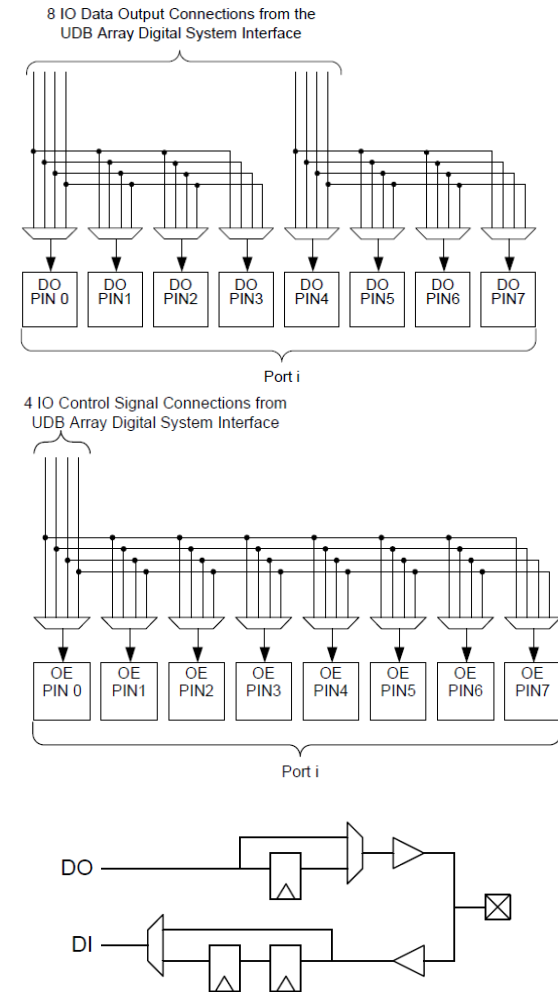 8 IO Data Output Connections from the
UDB Array Digital System Interface
DO
PIN 0
DO
PIN1
DO
PIN2
DO
PIN3
DO
PIN4
DO
PIN5
DO
PIN6
DO
PIN7
Port i
4 IO Control Signal Connections from
UDB Array Digital System Interface
OE
PIN 0
OE
PIN1
OE
PIN2
OE
PIN3
OE
PIN4
OE
PIN5
OE
PIN6
OE
PIN7
Port i
DO
DI